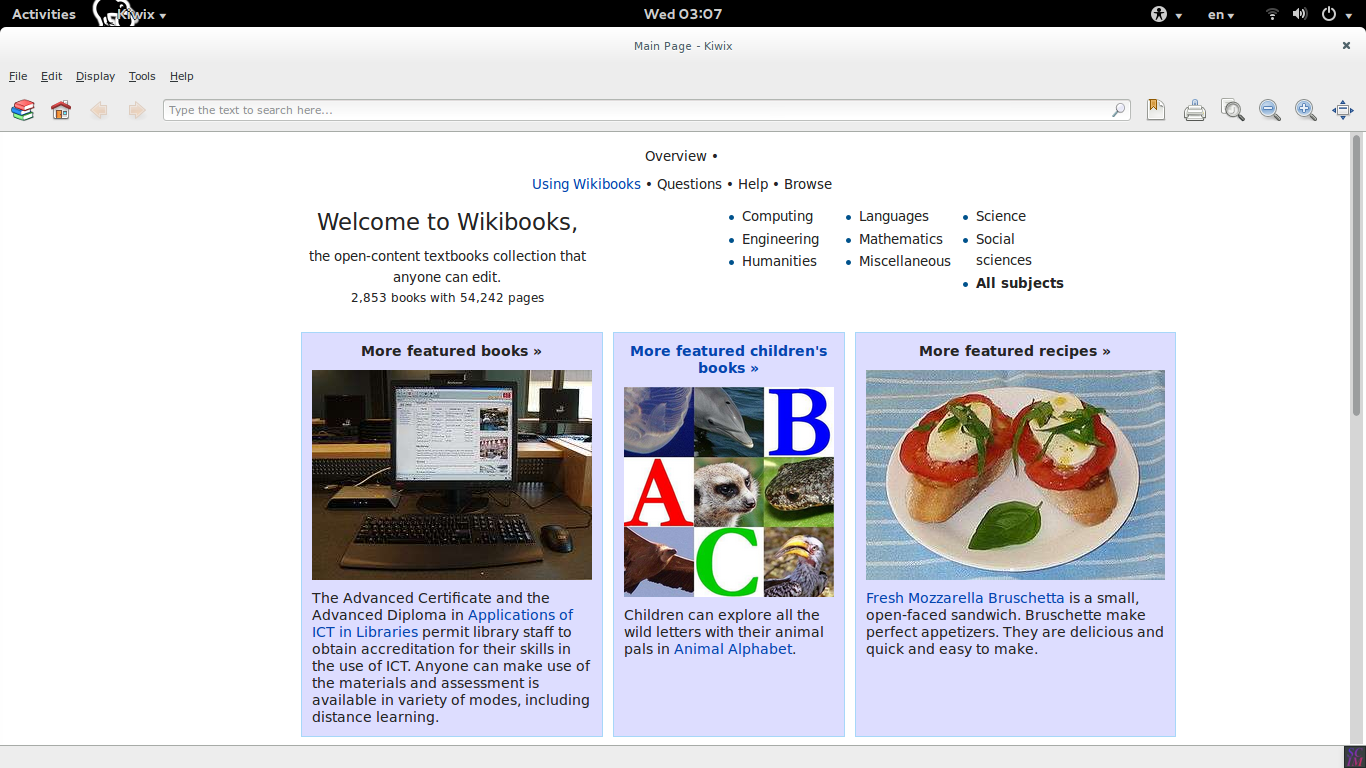 Activities Kiwix Wed 03:07 en
Main Page - Kiwix
File Edit Display Tools Help
Type the text to search here...
Overview •
Using Wikibooks • Questions • Help • Browse
Welcome to Wikibooks,
the open-content textbooks collection that
anyone can edit.
2,853 books with 54,242 pages
• Computing
• Engineering
• Humanities
• Languages
• Mathematics
• Miscellaneous
• Science
• Social
sciences
• All subjects
More featured books »
The Advanced Certificate and the
Advanced Diploma in Applications of
ICT in Libraries permit library staff to
obtain accreditation for their skills in
the use of ICT. Anyone can make use of
the materials and assessment is
available in variety of modes, including
distance learning.
More featured children's
books »
B
A
C
Children can explore all the
wild letters with their animal
pals in Animal Alphabet.
More featured recipes »
Fresh Mozzarella Bruschetta is a small,
open-faced sandwich. Bruschette make
perfect appetizers. They are delicious and
quick and easy to make.